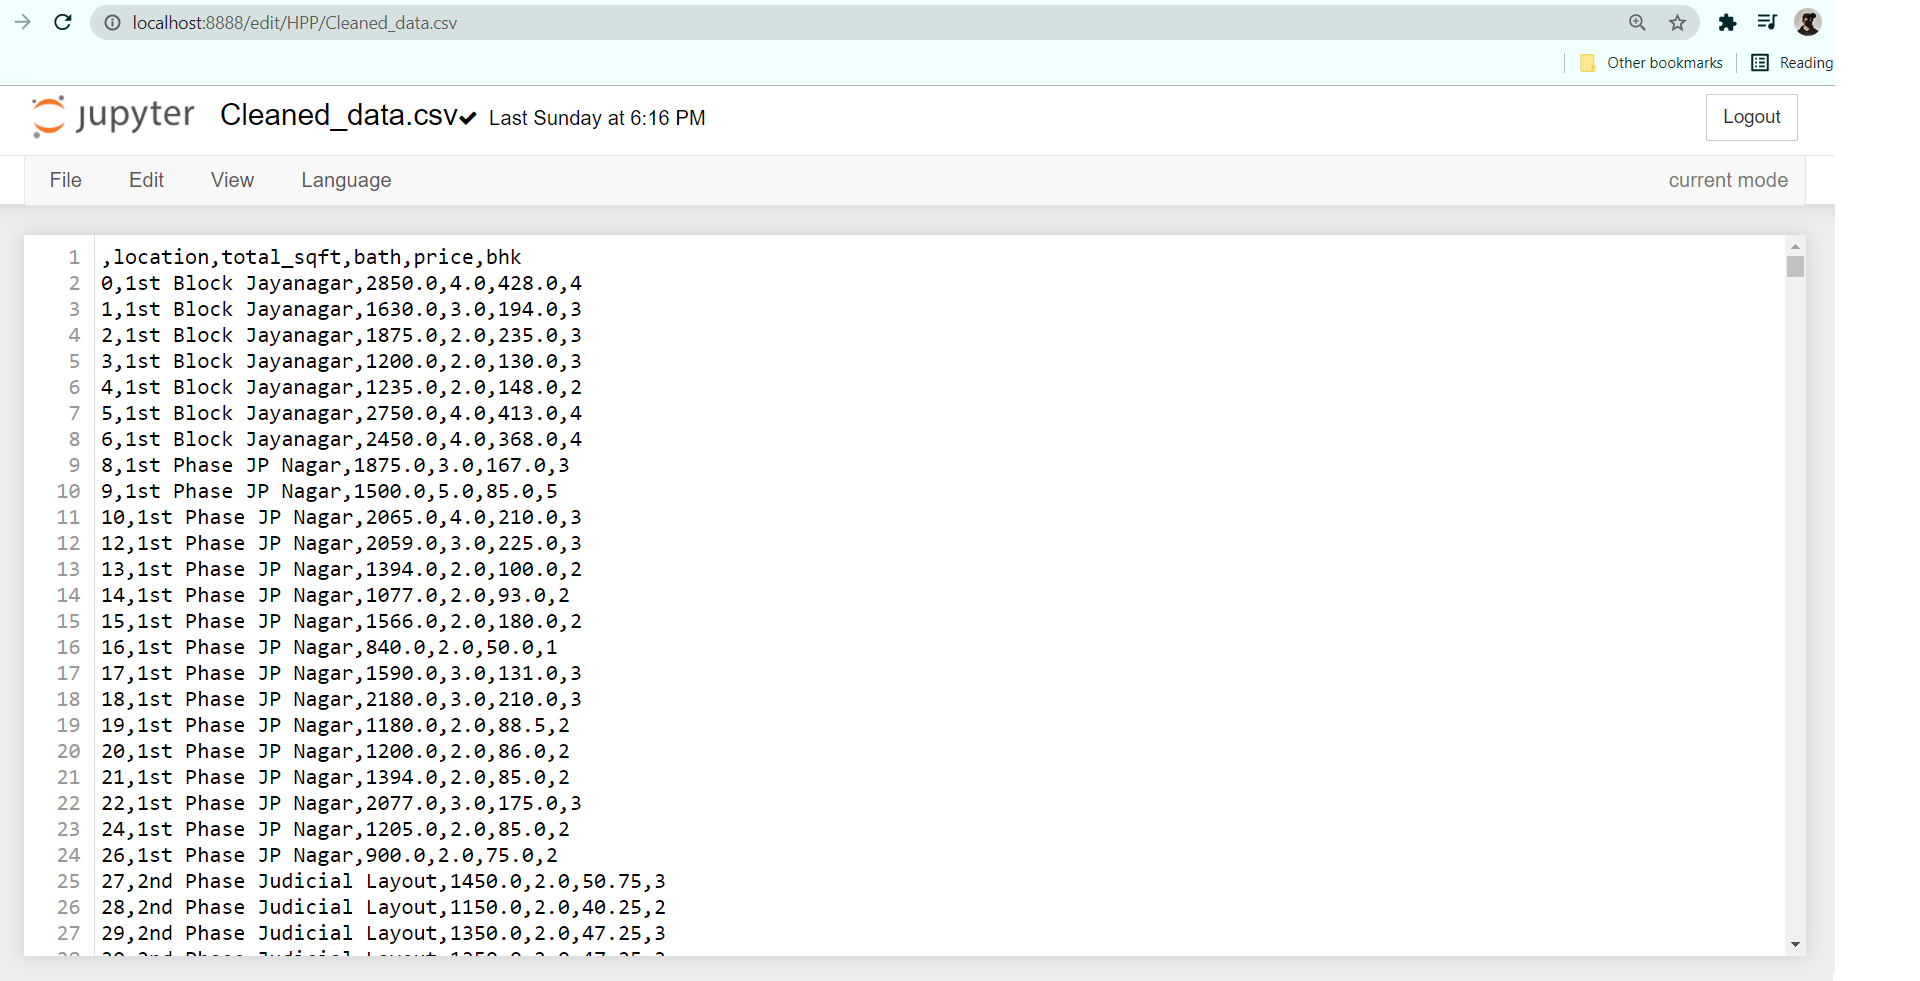 localhost:8888/edit/HPP/Cleaned_data.csv
Other bookmarks
Reading
jupyter Cleaned_data.csv Last Sunday at 6:16 PM
Logout
File Edit View Language current mode
1 ,location,total_sqft,bath,price,bhk
2 0,1st Block Jayanagar,2850.0,4.0,428.0,4
3 1,1st Block Jayanagar,1630.0,3.0,194.0,3
4 2,1st Block Jayanagar,1875.0,2.0,235.0,3
5 3,1st Block Jayanagar,1200.0,2.0,130.0,3
6 4,1st Block Jayanagar,1235.0,2.0,148.0,2
7 5,1st Block Jayanagar,2750.0,4.0,413.0,4
8 6,1st Block Jayanagar,2450.0,4.0,368.0,4
9 8,1st Phase JP Nagar,1875.0,3.0,167.0,3
10 9,1st Phase JP Nagar,1500.0,5.0,85.0,5
11 10,1st Phase JP Nagar,2065.0,4.0,210.0,3
12 12,1st Phase JP Nagar,2059.0,3.0,225.0,3
13 13,1st Phase JP Nagar,1394.0,2.0,100.0,2
14 14,1st Phase JP Nagar,1077.0,2.0,93.0,2
15 15,1st Phase JP Nagar,1566.0,2.0,180.0,2
16 16,1st Phase JP Nagar,840.0,2.0,50.0,1
17 17,1st Phase JP Nagar,1590.0,3.0,131.0,3
18 18,1st Phase JP Nagar,2180.0,3.0,210.0,3
19 19,1st Phase JP Nagar,1180.0,2.0,88.5,2
20 20,1st Phase JP Nagar,1200.0,2.0,86.0,2
21 21,1st Phase JP Nagar,1394.0,2.0,85.0,2
22 22,1st Phase JP Nagar,2077.0,3.0,175.0,3
23 24,1st Phase JP Nagar,1205.0,2.0,85.0,2
24 26,1st Phase JP Nagar,900.0,2.0,75.0,2
25 27,2nd Phase Judicial Layout,1450.0,2.0,50.75,3
26 28,2nd Phase Judicial Layout,1150.0,2.0,40.25,2
27 29,2nd Phase Judicial Layout,1350.0,2.0,47.25,3